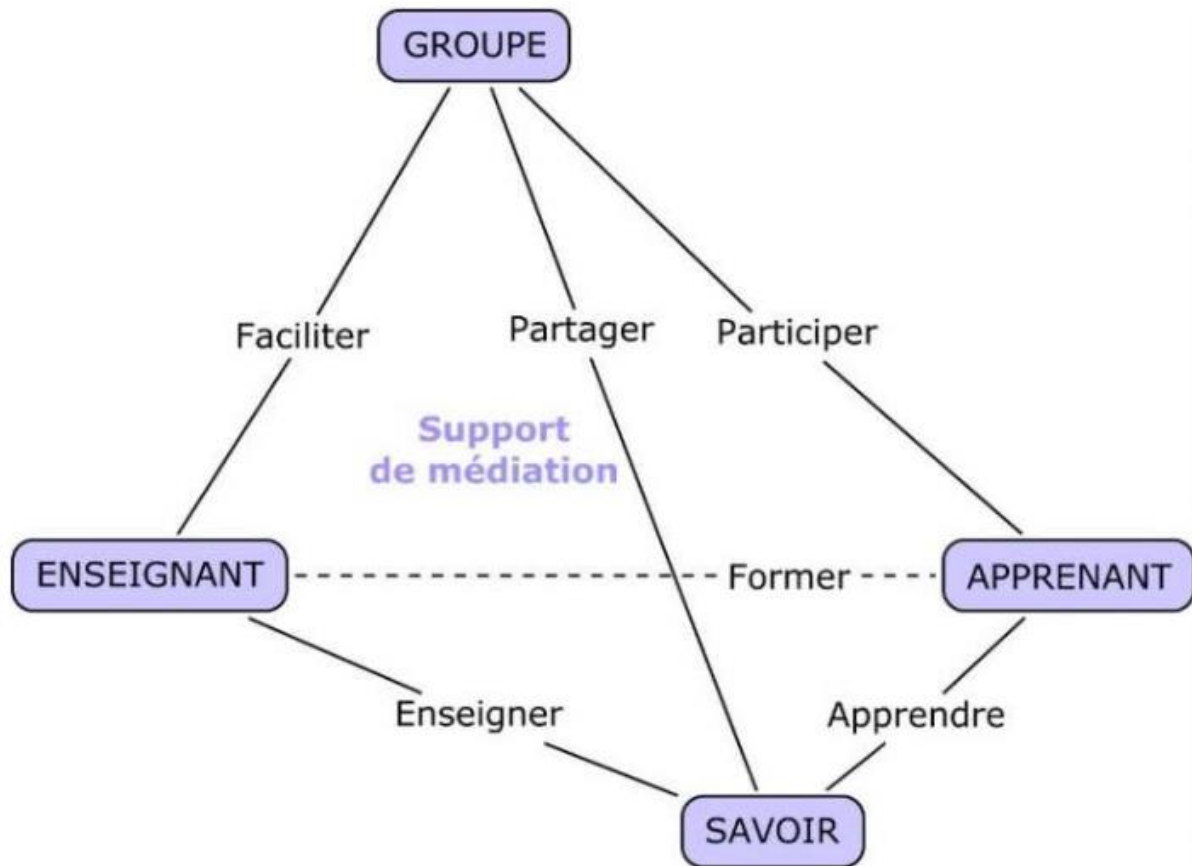 GROUPE
Faciliter
Partager
Participer
Support
de médiation
ENSEIGNANT
Former
APPRENANT
Enseigner
Apprendre
SAVOIR